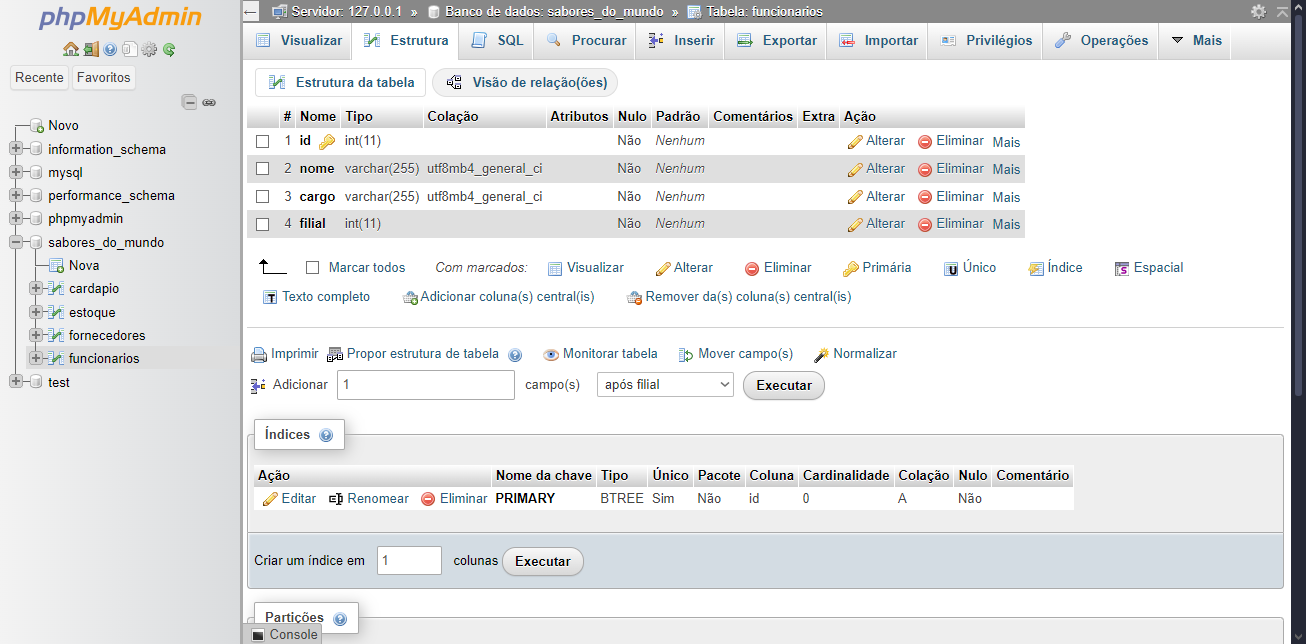 phpMyAdmin
Recente Favoritos
Novo
information_schema
mysql
performance_schema
phpmyadmin
sabores_do_mundo
Nova
cardapio
estoque
fornecedores
funcionarios
test
Servidor: 127.0.0.1 » Banco de dados: sabores_do_mundo » Tabela: funcionarios
Visualizar Estrutura SQL Procurar Inserir Exportar Importar Privilégios Operações Mais
Estrutura da tabela Visão de relação(ões)
# Nome Tipo Colação Atributos Nulo Padrão Comentários Extra Ação
1 id int(11) Não Nenhum Alterar Eliminar Mais
2 nome varchar(255) utf8mb4_general_ci Não Nenhum Alterar Eliminar Mais
3 cargo varchar(255) utf8mb4_general_ci Não Nenhum Alterar Eliminar Mais
4 filial int(11) Não Nenhum Alterar Eliminar Mais
Marcar todos Com marcados: Visualizar Alterar Eliminar Primária Único Índice Espacial
Texto completo Adicionar coluna(s) central(is) Remover da(s) coluna(s) central(is)
Imprimir Propor estrutura de tabela Monitorar tabela Mover campo(s) Normalizar
Adicionar 1 campo(s) após filial Executar
Índices
Ação Nome da chave Tipo Único Pacote Coluna Cardinalidade Colação Nulo Comentário
Editar Renomear Eliminar PRIMARY BTREE Sim Não id 0 A Não
Criar um índice em 1 colunas Executar
Partições
Console